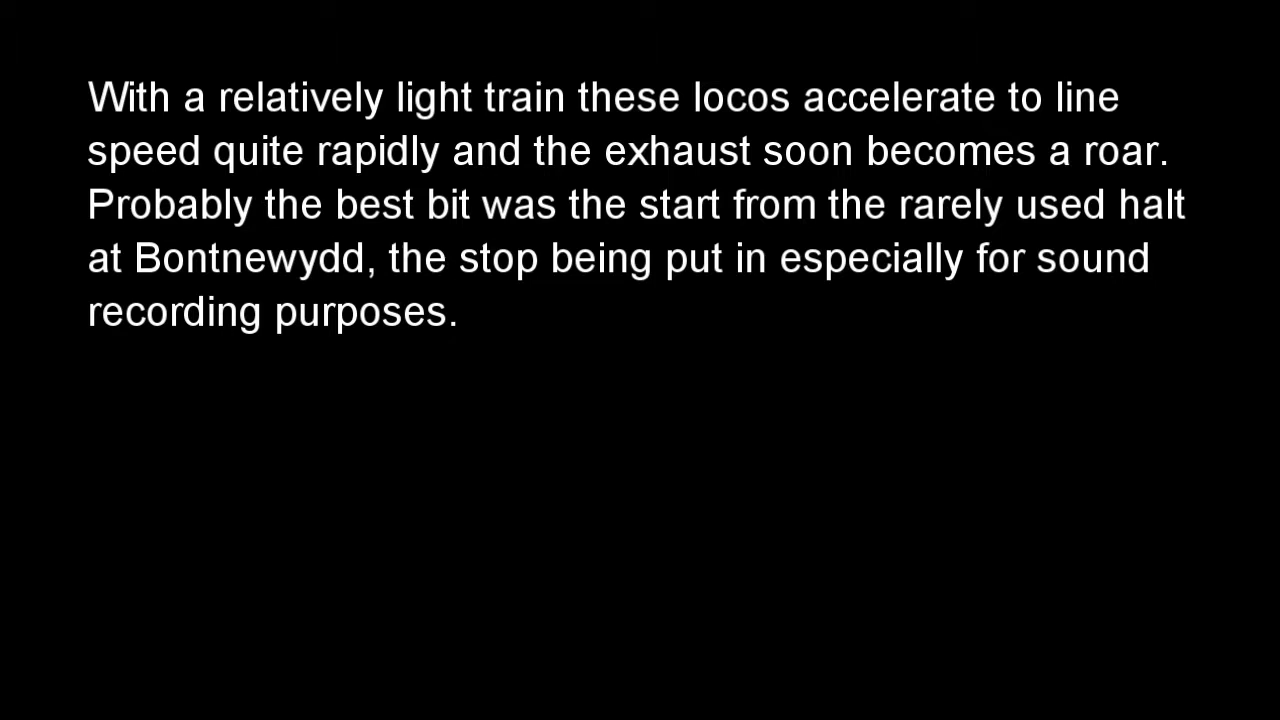 With a relatively light train these locos accelerate to line
speed quite rapidly and the exhaust soon becomes a roar.
Probably the best bit was the start from the rarely used halt
at Bontnewydd, the stop being put in especially for sound
recording purposes.